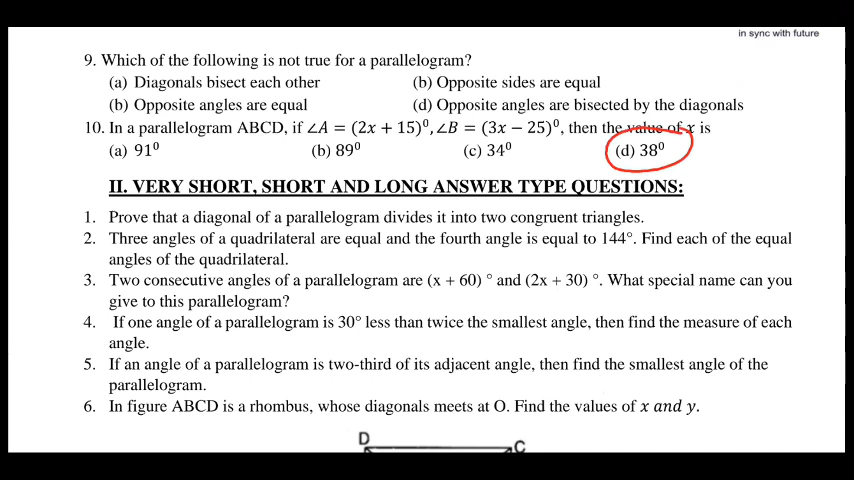 in sync with future
9. Which of the following is not true for a parallelogram?
(a) Diagonals bisect each other (b) Opposite sides are equal
(b) Opposite angles are equal (d) Opposite angles are bisected by the diagonals
10. In a parallelogram ABCD, if ∠A = (2x + 15)⁰, ∠B = (3x − 25)⁰, then the value of x is
(a) 91⁰ (b) 89⁰ (c) 34⁰ (d) 38⁰
II. VERY SHORT, SHORT AND LONG ANSWER TYPE QUESTIONS:
1. Prove that a diagonal of a parallelogram divides it into two congruent triangles.
2. Three angles of a quadrilateral are equal and the fourth angle is equal to 144°. Find each of the equal
angles of the quadrilateral.
3. Two consecutive angles of a parallelogram are (x + 60) ° and (2x + 30) °. What special name can you
give to this parallelogram?
4. If one angle of a parallelogram is 30° less than twice the smallest angle, then find the measure of each
angle.
5. If an angle of a parallelogram is two-third of its adjacent angle, then find the smallest angle of the
parallelogram.
6. In figure ABCD is a rhombus, whose diagonals meets at O. Find the values of x and y.
D C